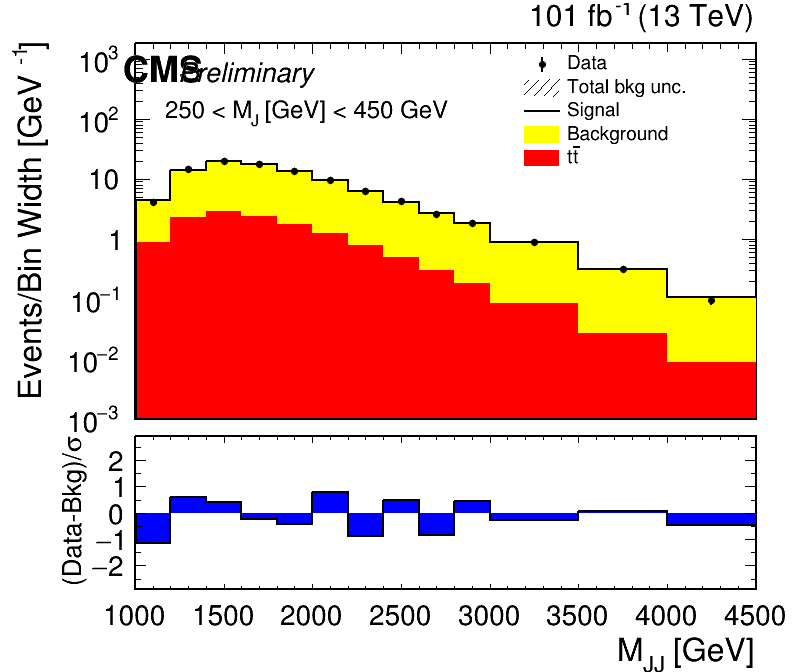 101 fb⁻¹ (13 TeV)
CMS Preliminary
250 < M_J [GeV] < 450 GeV
Data
Total bkg unc.
Signal
Background
tt̄
Events/Bin Width [GeV⁻¹]
10³
10²
10
1
10⁻¹
10⁻²
10⁻³
(Data-Bkg)/σ
2
1
0
−1
−2
1000 1500 2000 2500 3000 3500 4000 4500
M_JJ [GeV]